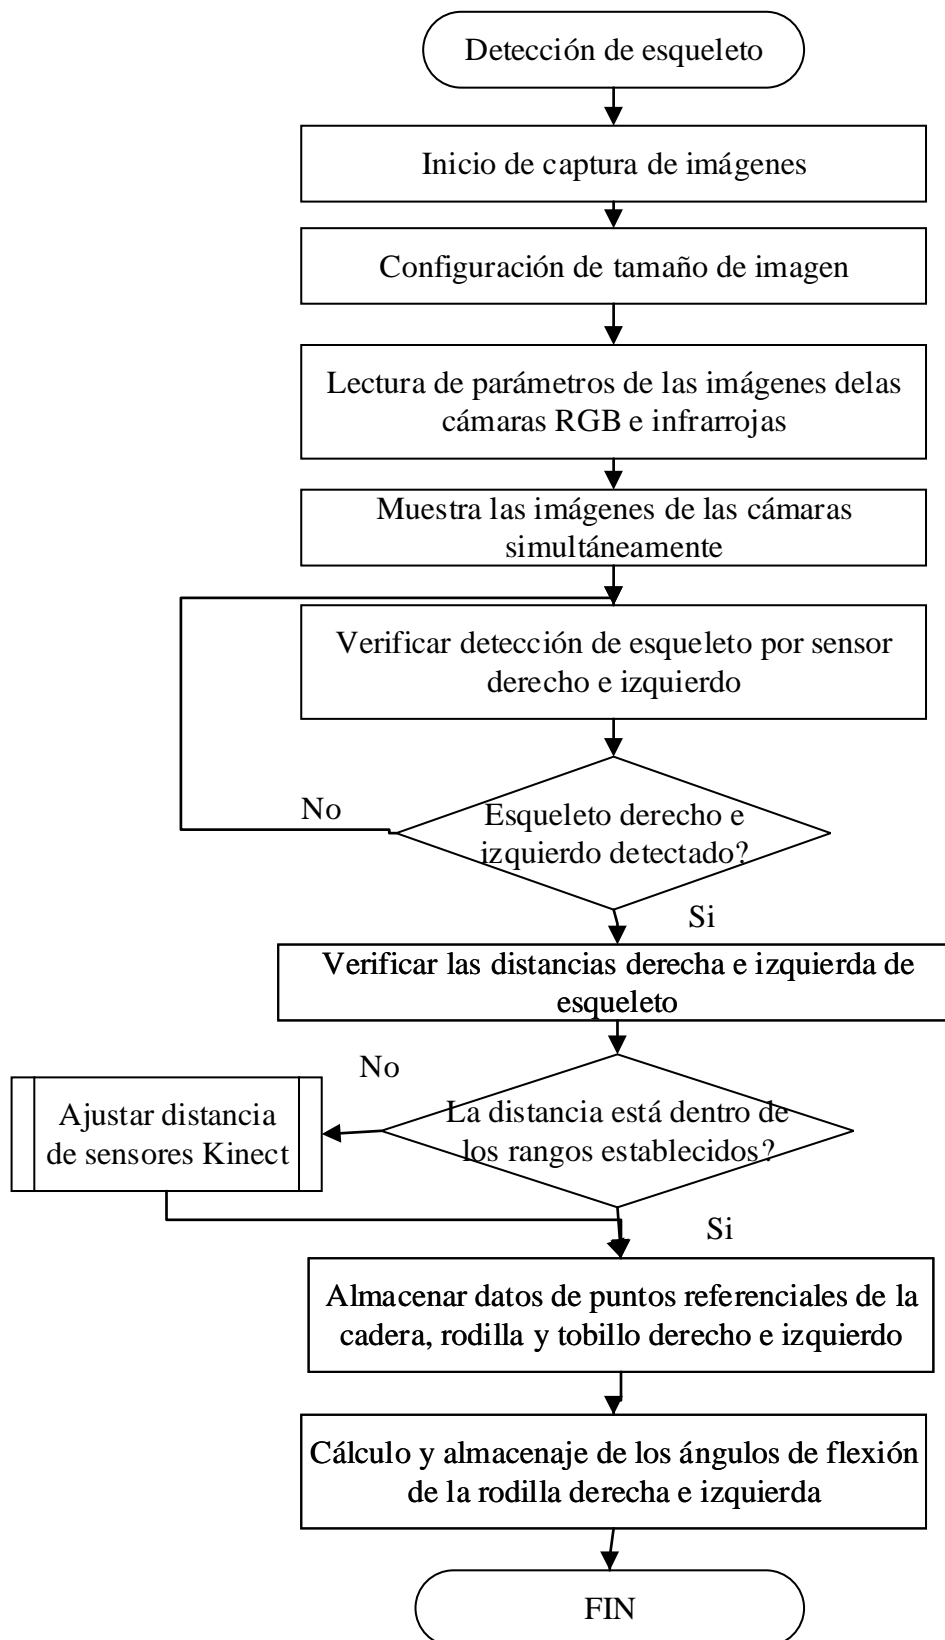 Detección de esqueleto
Inicio de captura de imágenes
Configuración de tamaño de imagen
Lectura de parámetros de las imágenes delas
cámaras RGB e infrarrojas
Muestra las imágenes de las cámaras
simultáneamente
Verificar detección de esqueleto por sensor
derecho e izquierdo
No
Esqueleto derecho e
izquierdo detectado?
Si
Verificar las distancias derecha e izquierda de
esqueleto
No
Ajustar distancia
de sensores Kinect
La distancia está dentro de
los rangos establecidos?
Si
Almacenar datos de puntos referenciales de la
cadera, rodilla y tobillo derecho e izquierdo
Cálculo y almacenaje de los ángulos de flexión
de la rodilla derecha e izquierda
FIN